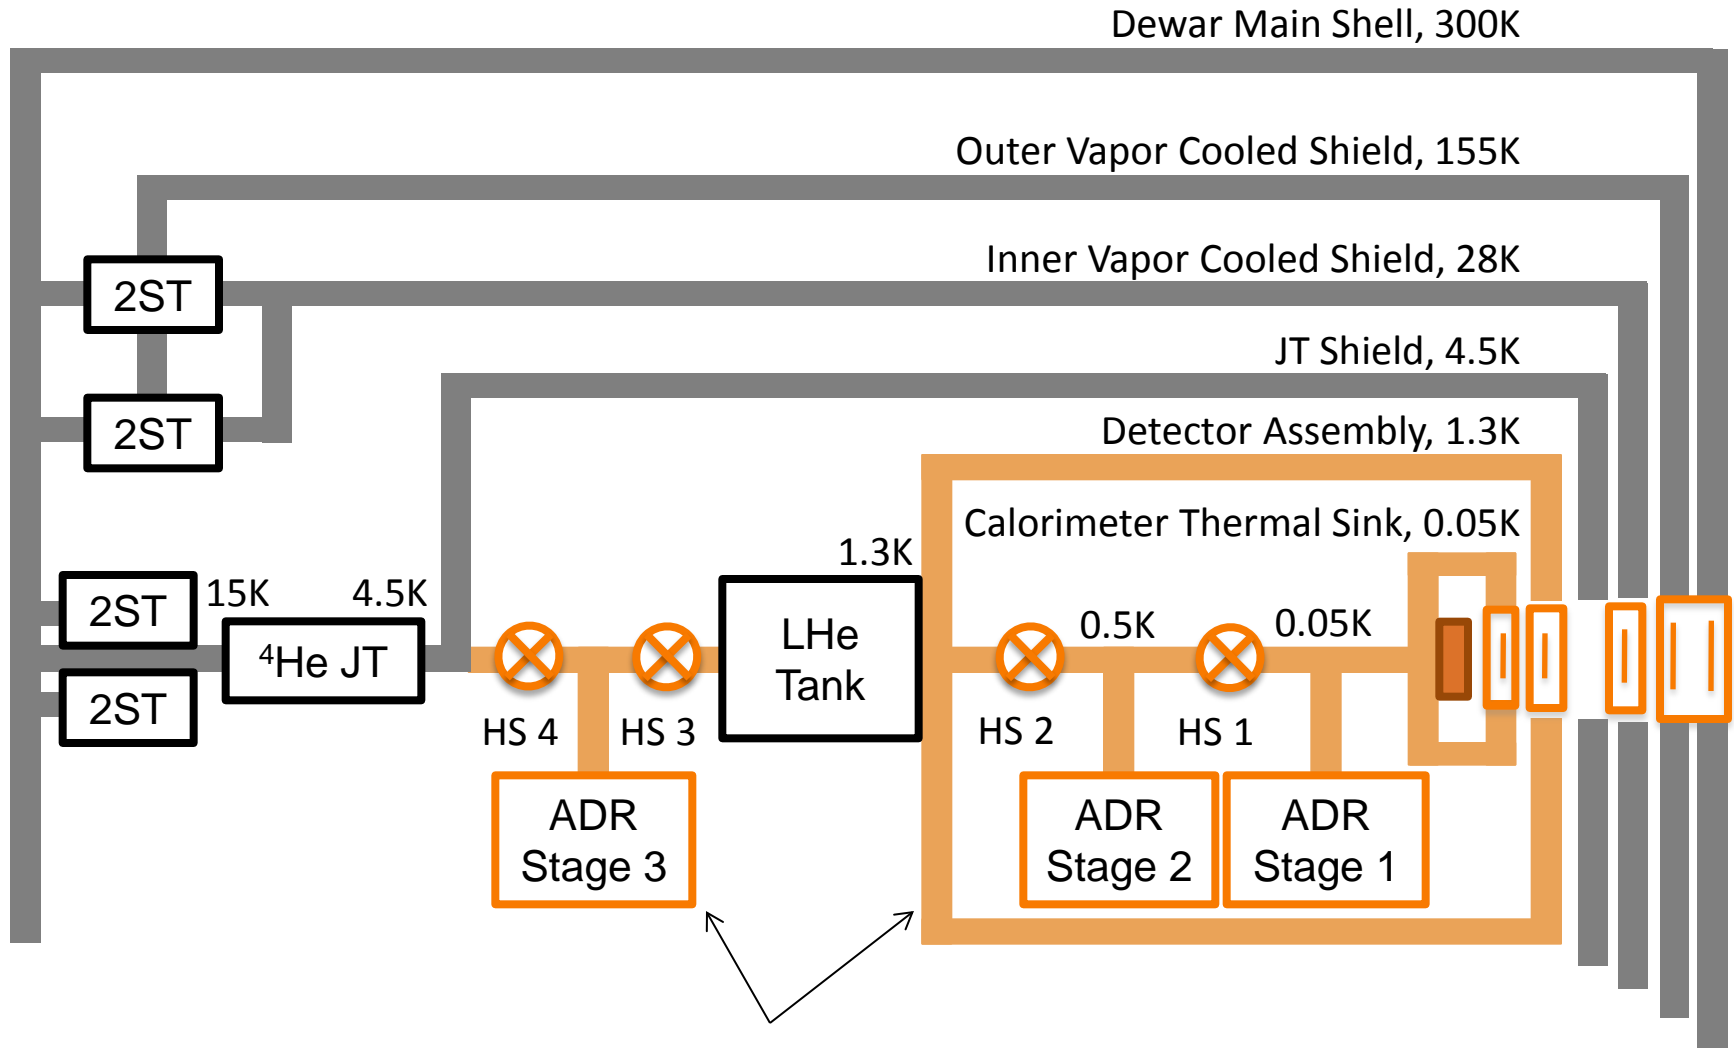 Dewar Main Shell, 300K
Outer Vapor Cooled Shield, 155K
Inner Vapor Cooled Shield, 28K
2ST
JT Shield, 4.5K
2ST
Detector Assembly, 1.3K
Calorimeter Thermal Sink, 0.05K
1.3K
2ST
15K
4.5K
⁴He JT
2ST
LHe
Tank
0.5K
0.05K
HS 4
HS 3
HS 2
HS 1
ADR
Stage 3
ADR
Stage 2
ADR
Stage 1